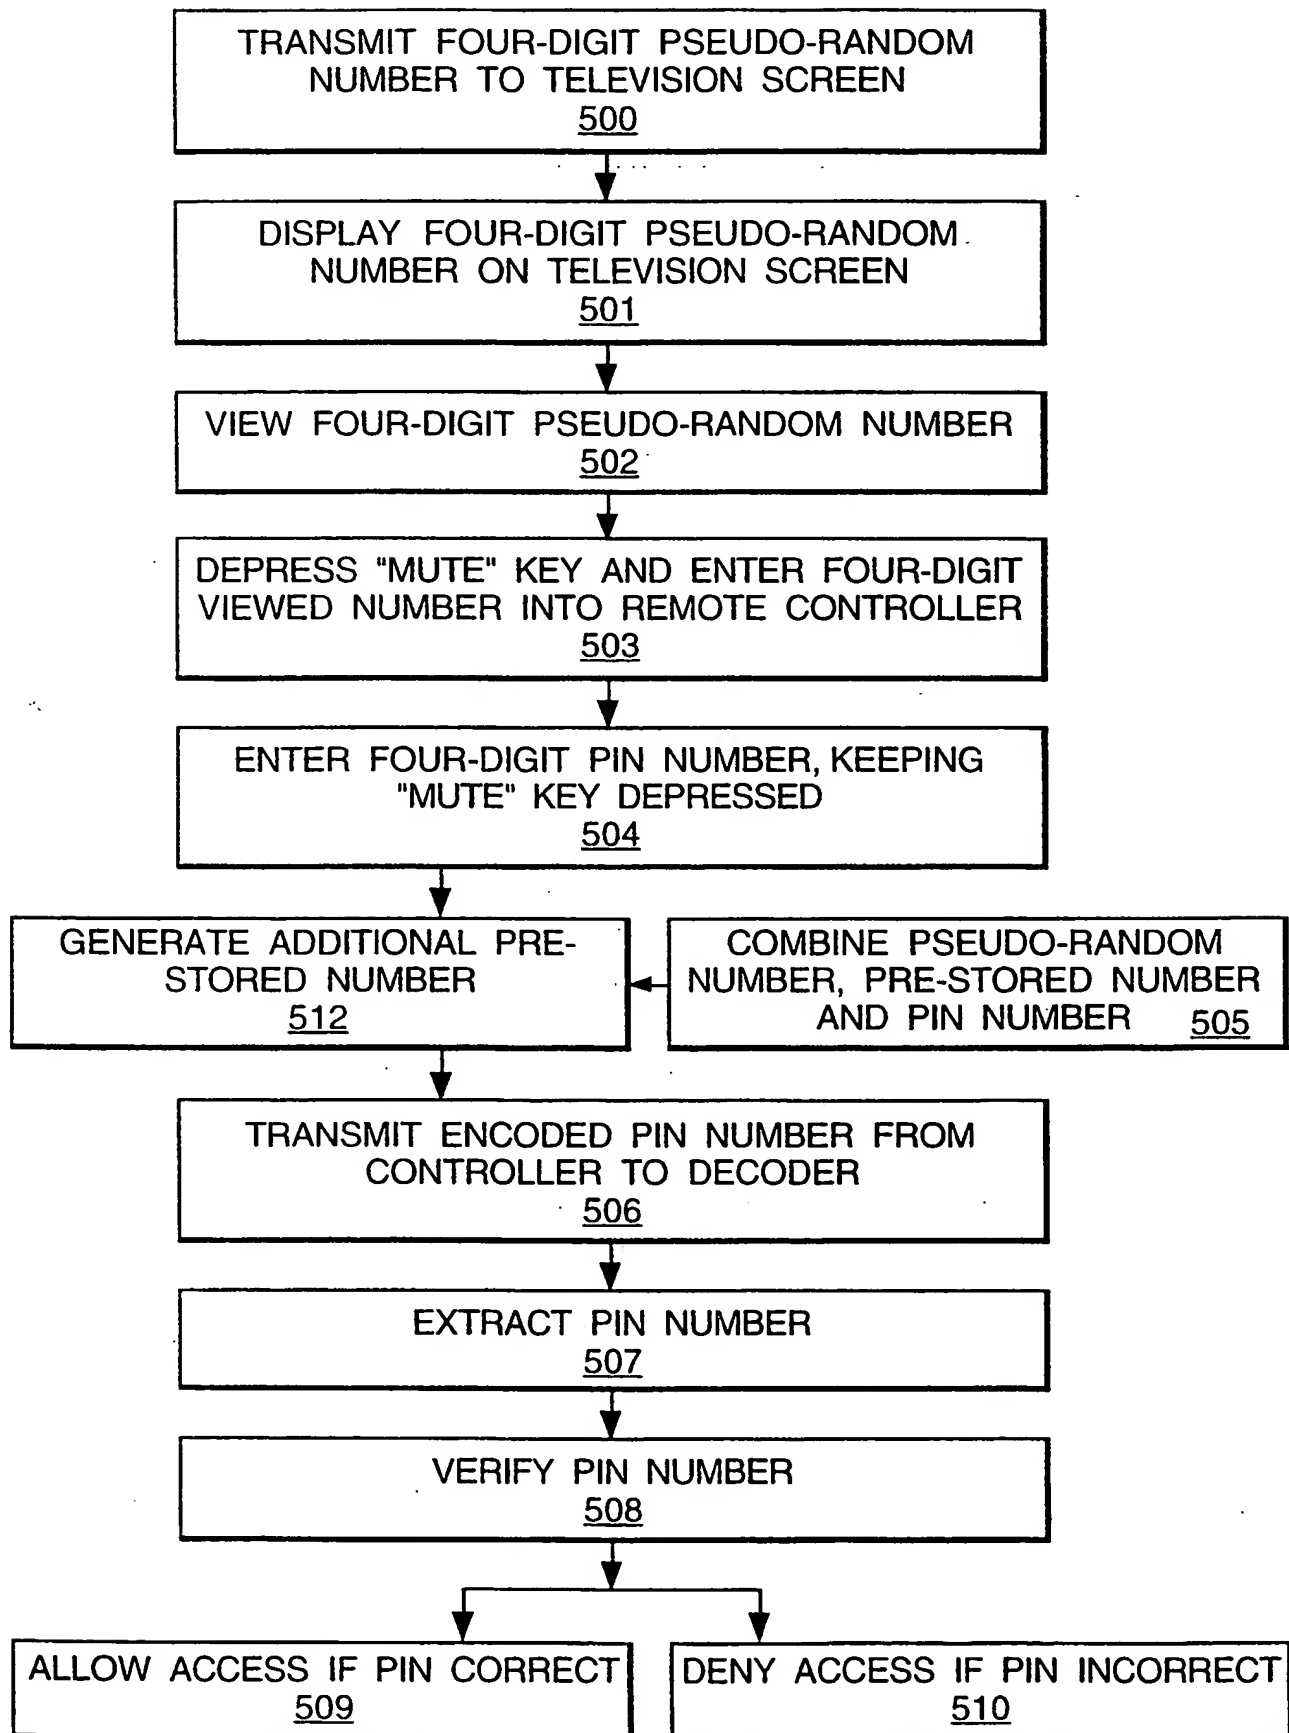 TRANSMIT FOUR-DIGIT PSEUDO-RANDOM
NUMBER TO TELEVISION SCREEN
500
DISPLAY FOUR-DIGIT PSEUDO-RANDOM
NUMBER ON TELEVISION SCREEN
501
VIEW FOUR-DIGIT PSEUDO-RANDOM NUMBER
502
DEPRESS "MUTE" KEY AND ENTER FOUR-DIGIT
VIEWED NUMBER INTO REMOTE CONTROLLER
503
ENTER FOUR-DIGIT PIN NUMBER, KEEPING
"MUTE" KEY DEPRESSED
504
GENERATE ADDITIONAL PRE-
STORED NUMBER
512
COMBINE PSEUDO-RANDOM
NUMBER, PRE-STORED NUMBER
AND PIN NUMBER 505
TRANSMIT ENCODED PIN NUMBER FROM
CONTROLLER TO DECODER
506
EXTRACT PIN NUMBER
507
VERIFY PIN NUMBER
508
ALLOW ACCESS IF PIN CORRECT
509
DENY ACCESS IF PIN INCORRECT
510